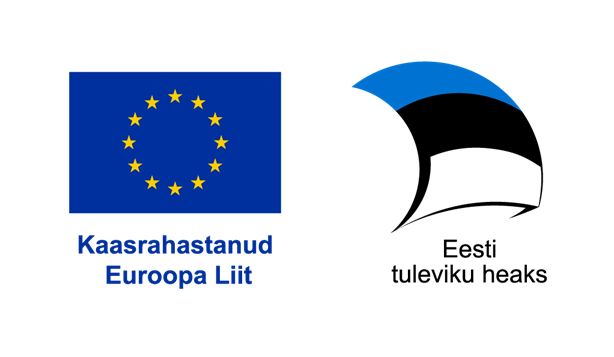 Kaasrahastanud
Euroopa Liit
Eesti
tuleviku heaks